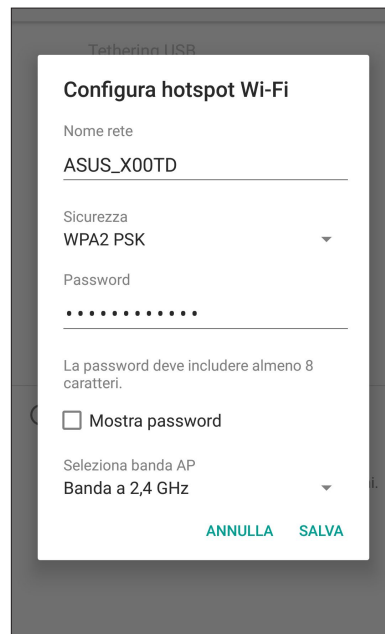 Tethering USB
Configura hotspot Wi-Fi
Nome rete
ASUS_X00TD
Sicurezza
WPA2 PSK
Password
••••••••••••
La password deve includere almeno 8
caratteri.
Mostra password
Seleziona banda AP
Banda a 2,4 GHz
ANNULLA SALVA